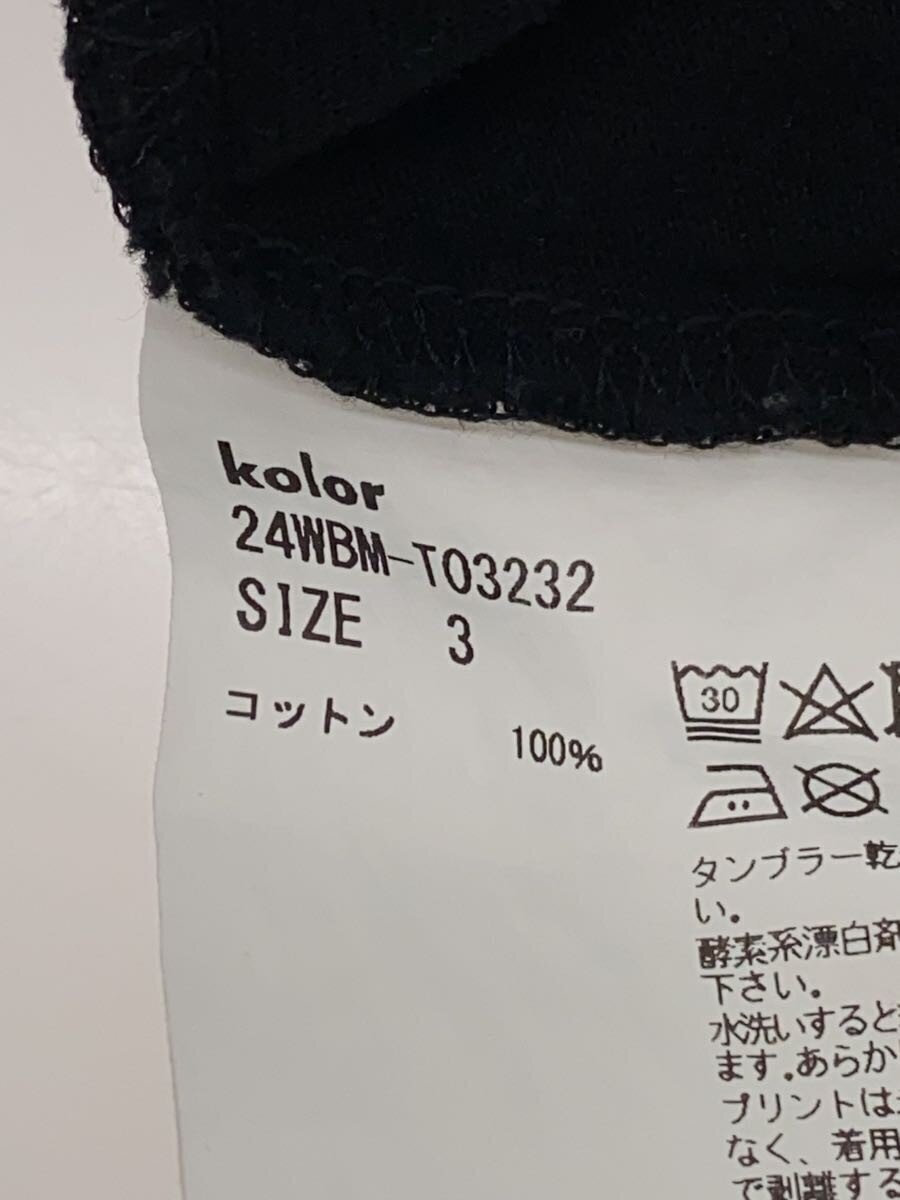 kolor
24WBM-T03232
SIZE 3
コットン 100%
30
タンブラー乾
い。
酵素系漂白剤
下さい。
水洗いすると
ます。あらか
プリントは
なく、着用
で剥離する